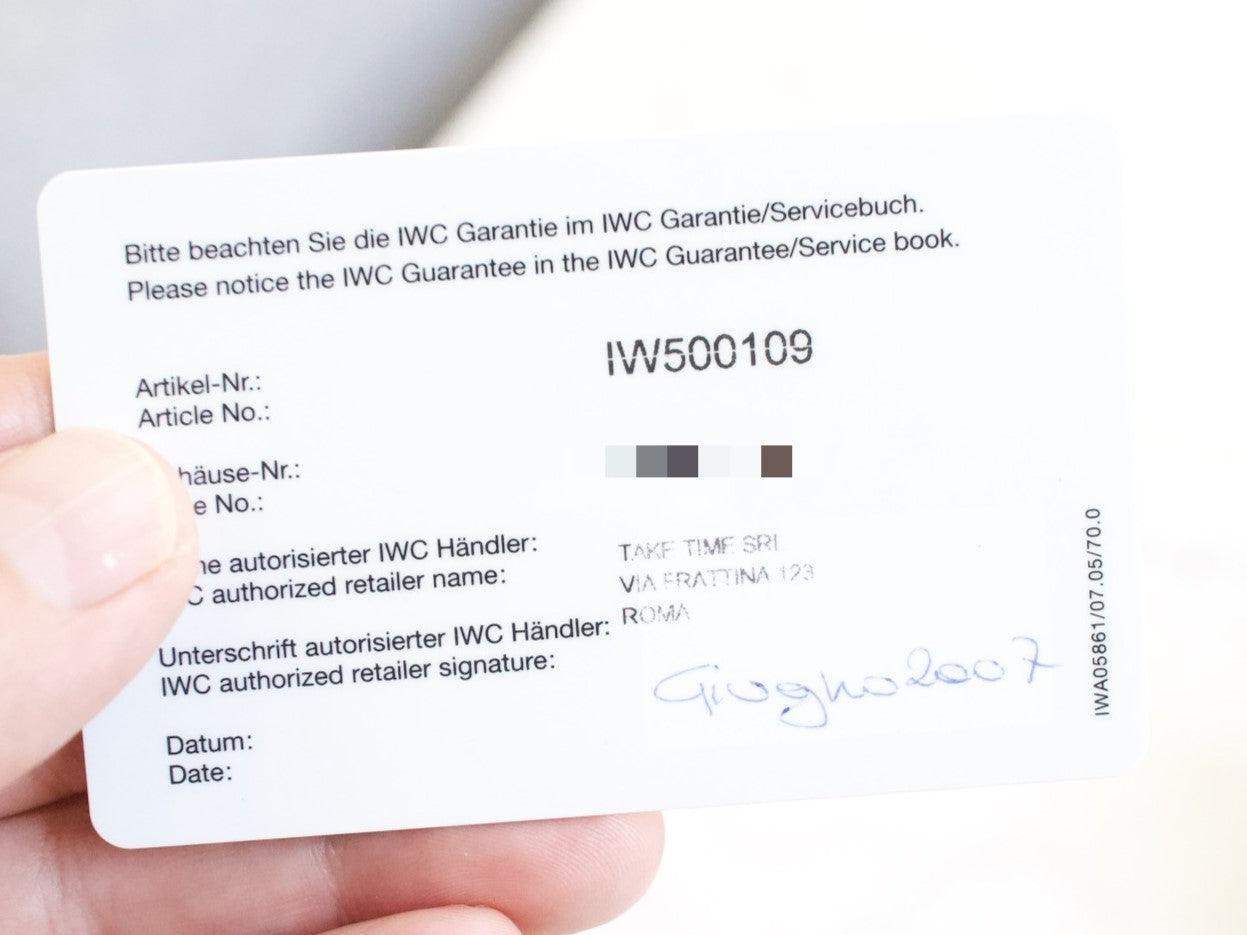 Bitte beachten Sie die IWC Garantie im IWC Garantie/Servicebuch.
Please notice the IWC Guarantee in the IWC Guarantee/Service book.
Artikel-Nr.: IW500109
Article No.:
häuse-Nr.:
e No.:
ne autorisierter IWC Händler: TAKE TIME SRL
C authorized retailer name: VIA FRATTINA 123
ROMA
Unterschrift autorisierter IWC Händler:
IWC authorized retailer signature: Giugno 2007
Datum:
Date:
IWA05861/07.05/70.0